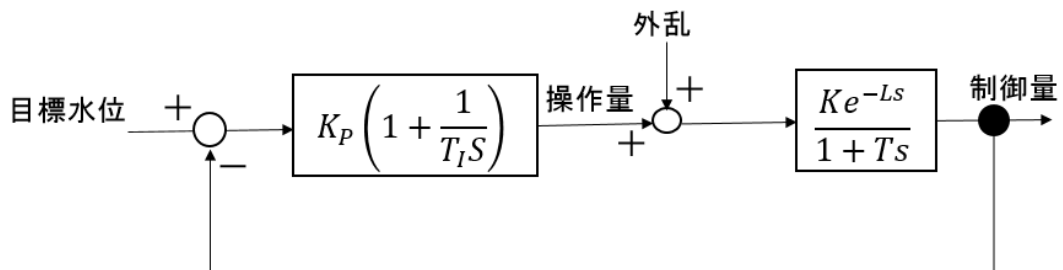 外乱
目標水位
+
−
K_P(1 + 1/(T_I S))
操作量
+
+
Ke^{-Ls}/(1 + Ts)
制御量